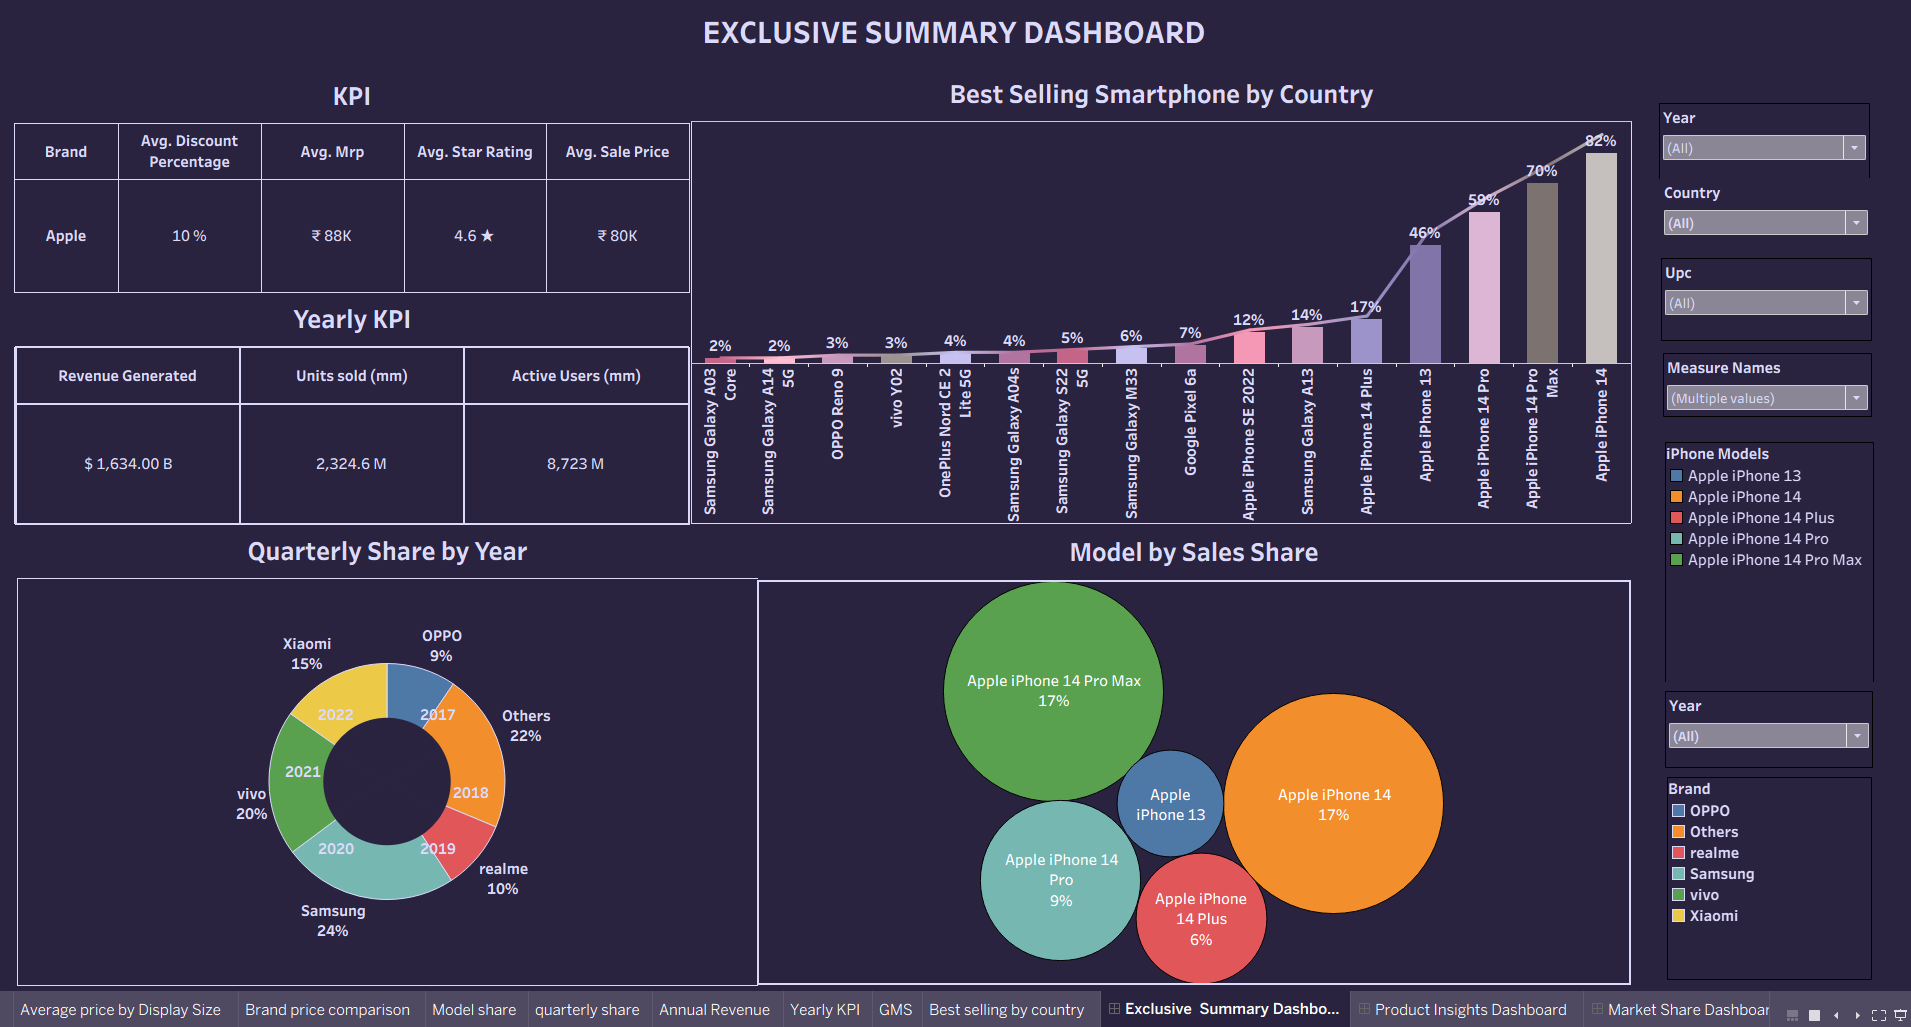 EXCLUSIVE SUMMARY DASHBOARD
KPI
Brand
Avg. Discount
Percentage
Avg. Mrp
Avg. Star Rating
Avg. Sale Price
Apple
10 %
₹ 88K
4.6 ★
₹ 80K
Yearly KPI
Revenue Generated
Units sold (mm)
Active Users (mm)
$ 1,634.00 B
2,324.6 M
8,723 M
Best Selling Smartphone by Country
2%
2%
3%
3%
4%
4%
5%
6%
7%
12%
14%
17%
46%
59%
70%
82%
Samsung Galaxy A03
Core
Samsung Galaxy A14
5G
OPPO Reno 9
vivo Y02
OnePlus Nord CE 2
Lite 5G
Samsung Galaxy A04s
Samsung Galaxy S22
5G
Samsung Galaxy M33
Google Pixel 6a
Apple iPhone SE 2022
Samsung Galaxy A13
Apple iPhone 14 Plus
Apple iPhone 13
Apple iPhone 14 Pro
Apple iPhone 14 Pro
Max
Apple iPhone 14
Year
(All)
Country
(All)
Upc
(All)
Measure Names
(Multiple values)
iPhone Models
Apple iPhone 13
Apple iPhone 14
Apple iPhone 14 Plus
Apple iPhone 14 Pro
Apple iPhone 14 Pro Max
Year
(All)
Brand
OPPO
Others
realme
Samsung
vivo
Xiaomi
Quarterly Share by Year
OPPO
9%
Xiaomi
15%
2022
2017
Others
22%
2021
2018
vivo
20%
2020
2019
realme
10%
Samsung
24%
Model by Sales Share
Apple iPhone 14 Pro Max
17%
Apple
iPhone 13
Apple iPhone 14
17%
Apple iPhone 14
Pro
9%
Apple iPhone
14 Plus
6%
Average price by Display Size
Brand price comparison
Model share
quarterly share
Annual Revenue
Yearly KPI
GMS
Best selling by country
Exclusive Summary Dashbo...
Product Insights Dashboard
Market Share Dashboar